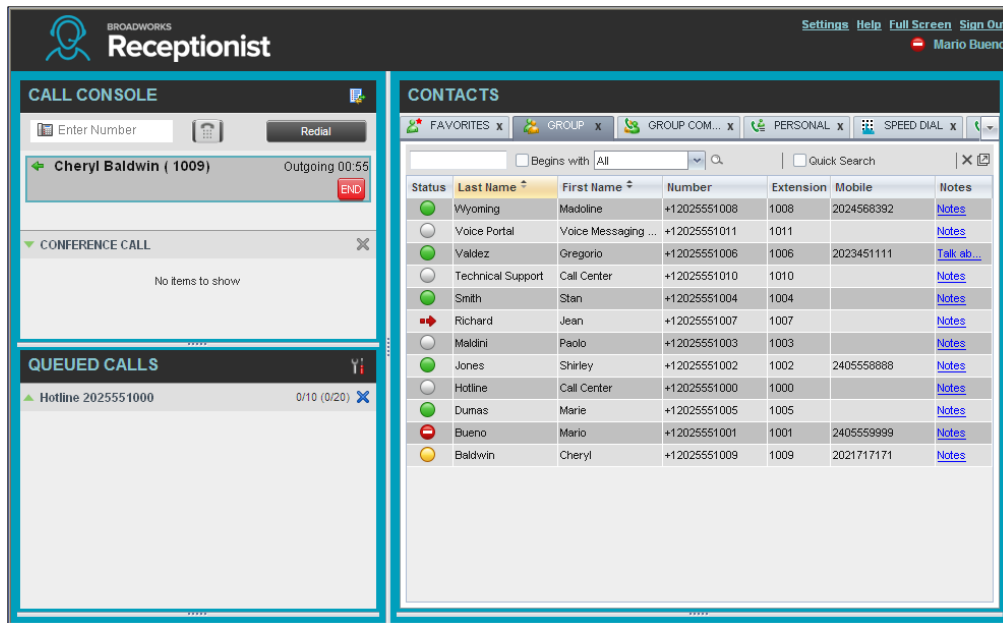 BROADWORKS
Receptionist
Settings Help Full Screen Sign Ou
Mario Bueno
CALL CONSOLE
Enter Number Redial
Cheryl Baldwin ( 1009) Outgoing 00:55
END
CONFERENCE CALL
No items to show
QUEUED CALLS
Hotline 2025551000 0/10 (0/20)
CONTACTS
FAVORITES x GROUP x GROUP COM... x PERSONAL x SPEED DIAL x
Begins with All Quick Search
Status Last Name First Name Number Extension Mobile Notes
Wyoming Madoline +12025551008 1008 2024568392 Notes
Voice Portal Voice Messaging ... +12025551011 1011 Notes
Valdez Gregorio +12025551006 1006 2023451111 Talk ab...
Technical Support Call Center +12025551010 1010 Notes
Smith Stan +12025551004 1004 Notes
Richard Jean +12025551007 1007 Notes
Maldini Paolo +12025551003 1003 Notes
Jones Shirley +12025551002 1002 2405558888 Notes
Hotline Call Center +12025551000 1000 Notes
Dumas Marie +12025551005 1005 Notes
Bueno Mario +12025551001 1001 2405559999 Notes
Baldwin Cheryl +12025551009 1009 2021717171 Notes